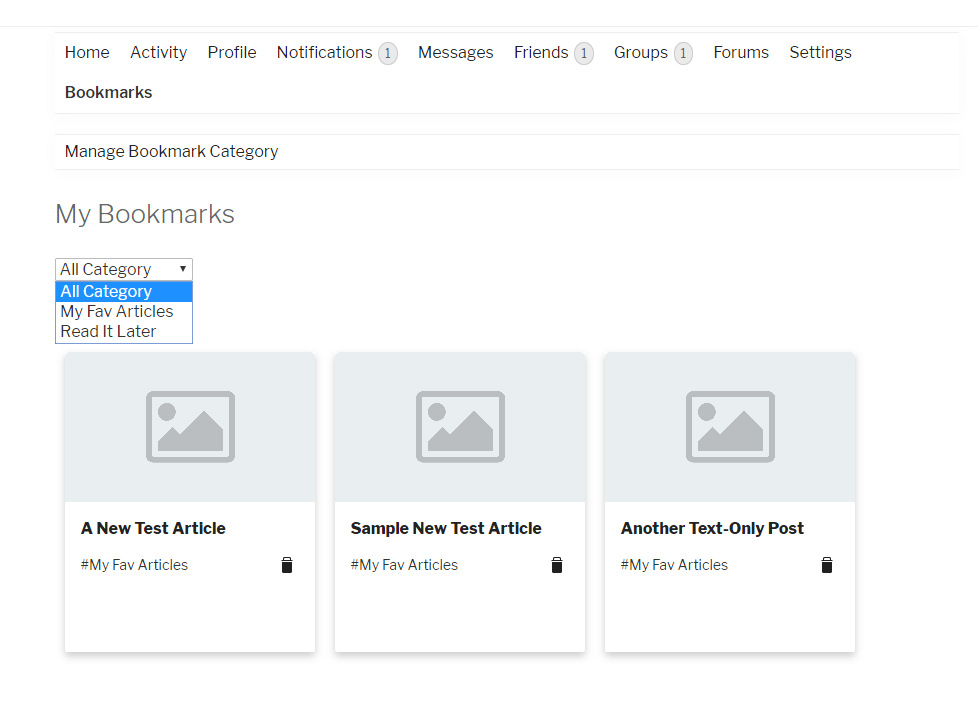 Home Activity Profile Notifications 1 Messages Friends 1 Groups 1 Forums Settings
Bookmarks
Manage Bookmark Category
My Bookmarks
All Category
All Category
My Fav Articles
Read It Later
A New Test Article Sample New Test Article Another Text-Only Post
#My Fav Articles #My Fav Articles #My Fav Articles